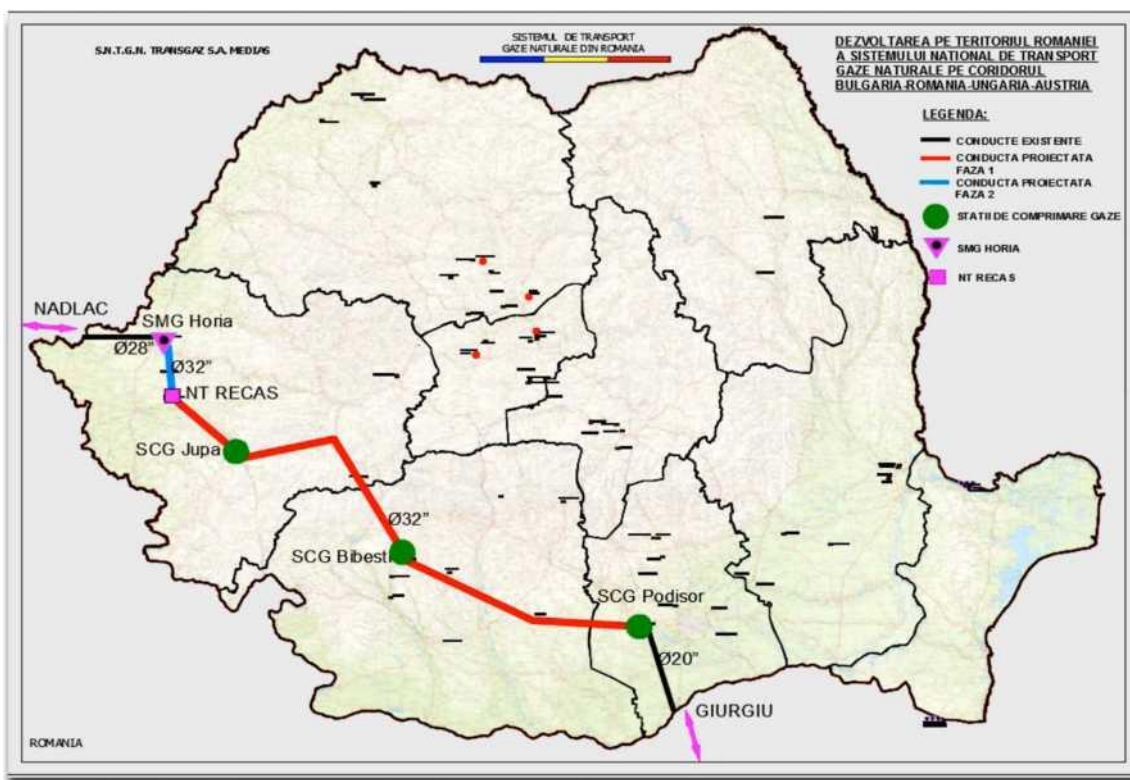 S.N.T.G.N. TRANSGAZ S.A. MEDIAS
SISTEMUL DE TRANSPORT
GAZE NATURALE DIN ROMANIA
DEZVOLTAREA PE TERITORIUL ROMANIEI
A SISTEMULUI NATIONAL DE TRANSPORT
GAZE NATURALE PE CORIDORUL
BULGARIA-ROMANIA-UNGARIA-AUSTRIA
LEGENDA:
CONDUCTE EXISTENTE
CONDUCTA PROIECTATA
FAZA 1
CONDUCTA PROIECTATA
FAZA 2
STATII DE COMPRIMARE GAZE
SMG HORIA
NT RECAS
NADLAC
SMG Horia
Ø28"
Ø32"
NT RECAS
SCG Jupa
Ø32"
SCG Bibesti
SCG Podisor
Ø20"
GIURGIU
ROMANIA